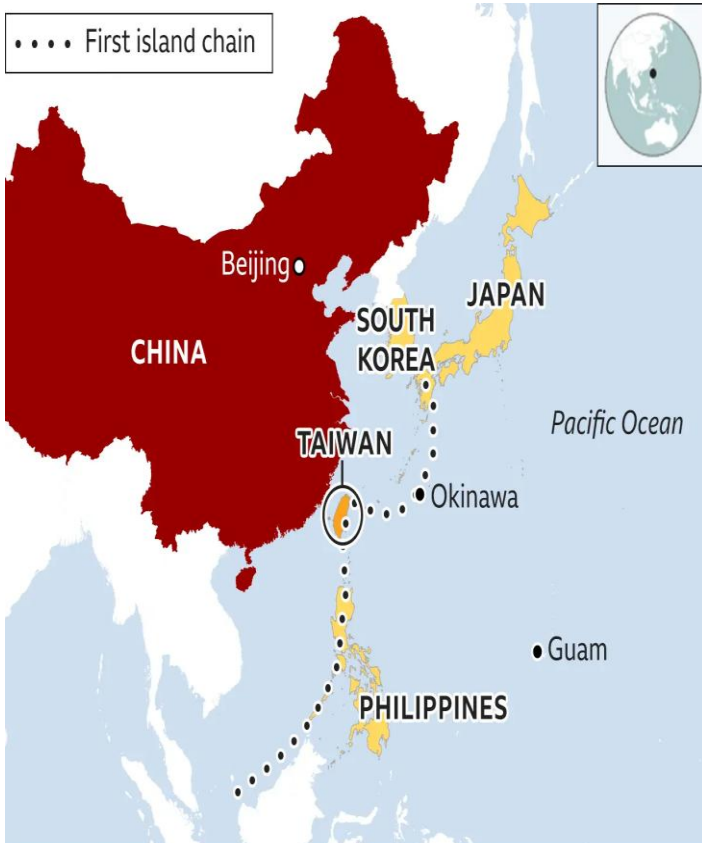 First island chain
Beijing
JAPAN
SOUTH
KOREA
CHINA
Pacific Ocean
TAIWAN
Okinawa
Guam
PHILIPPINES